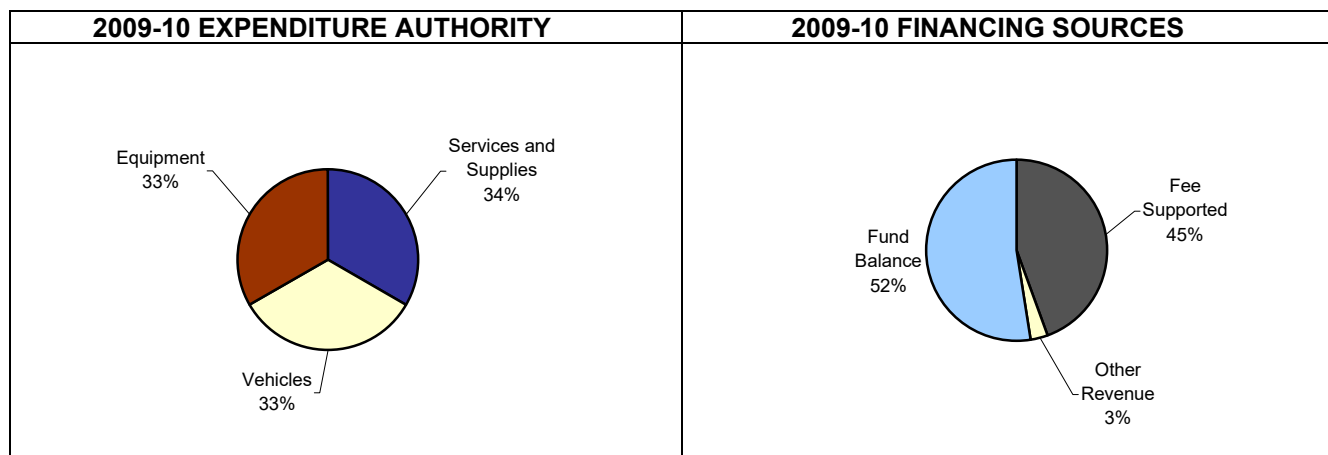 2009-10 EXPENDITURE AUTHORITY
Equipment
33%
Services and
Supplies
34%
Vehicles
33%
2009-10 FINANCING SOURCES
Fund
Balance
52%
Fee
Supported
45%
Other
Revenue
3%